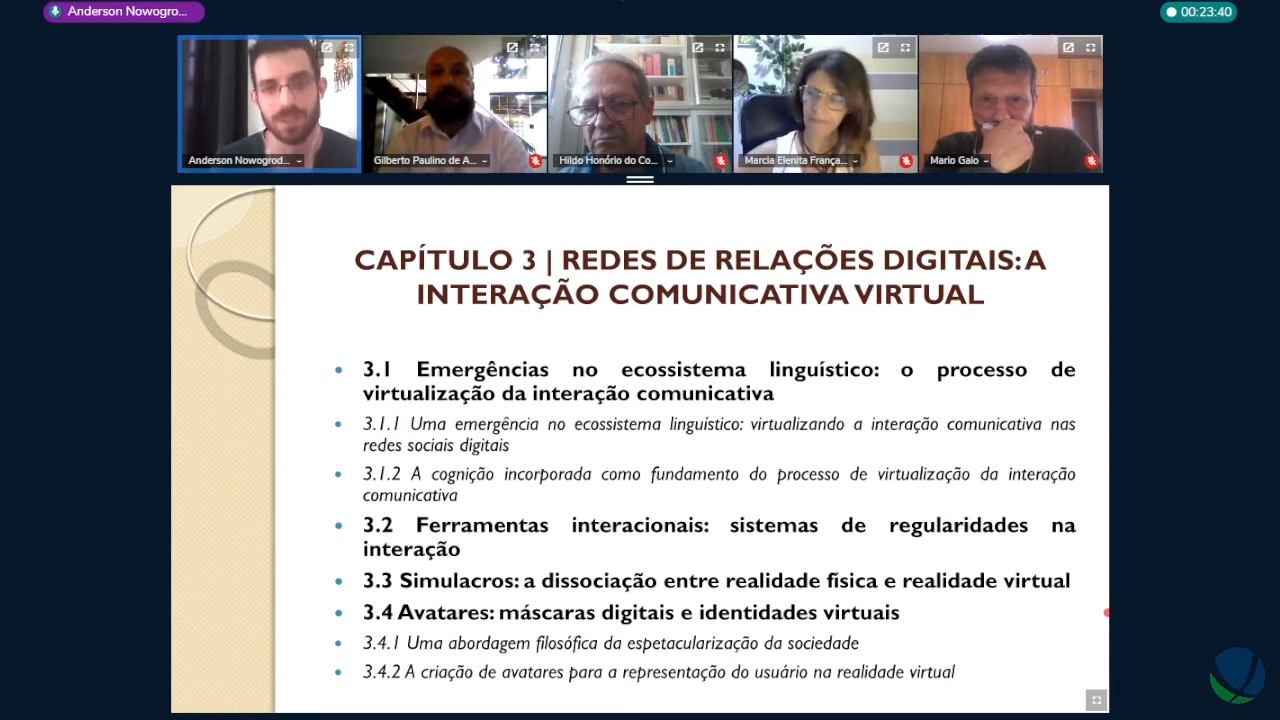 Anderson Nowogro...
00:23:40
Anderson Nowogrod...
Gilberto Paulino de A...
Hildo Honório do Co...
Marcia Elenita França...
Mario Gaio
CAPÍTULO 3 | REDES DE RELAÇÕES DIGITAIS: A
INTERAÇÃO COMUNICATIVA VIRTUAL
• 3.1 Emergências no ecossistema linguístico: o processo de
virtualização da interação comunicativa
• 3.1.1 Uma emergência no ecossistema linguístico: virtualizando a interação comunicativa nas
redes sociais digitais
• 3.1.2 A cognição incorporada como fundamento do processo de virtualização da interação
comunicativa
• 3.2 Ferramentas interacionais: sistemas de regularidades na
interação
• 3.3 Simulacros: a dissociação entre realidade física e realidade virtual
• 3.4 Avatares: máscaras digitais e identidades virtuais
• 3.4.1 Uma abordagem filosófica da espetacularização da sociedade
• 3.4.2 A criação de avatares para a representação do usuário na realidade virtual